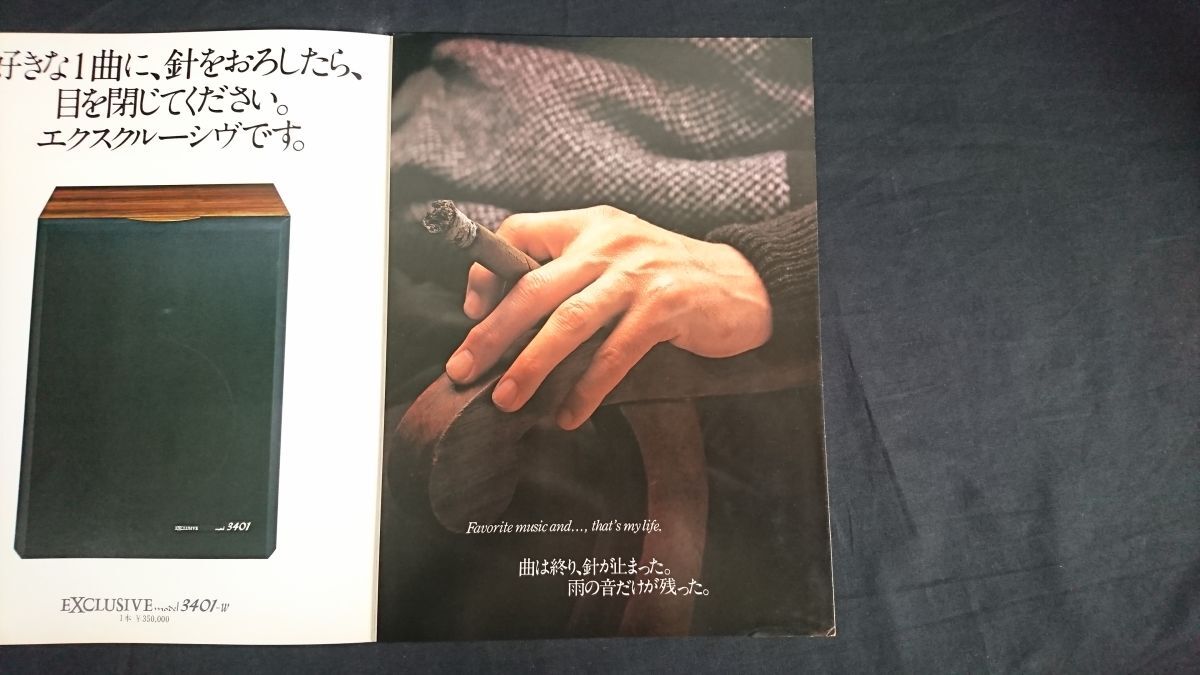 好きな1曲に、針をおろしたら、
目を閉じてください。
エクスクルーシヴです。
EXCLUSIVE model 3401
EXCLUSIVE model 3401-W
1本 ¥350,000
Favorite music and..., that's my life.
曲は終り、針が止まった。
雨の音だけが残った。